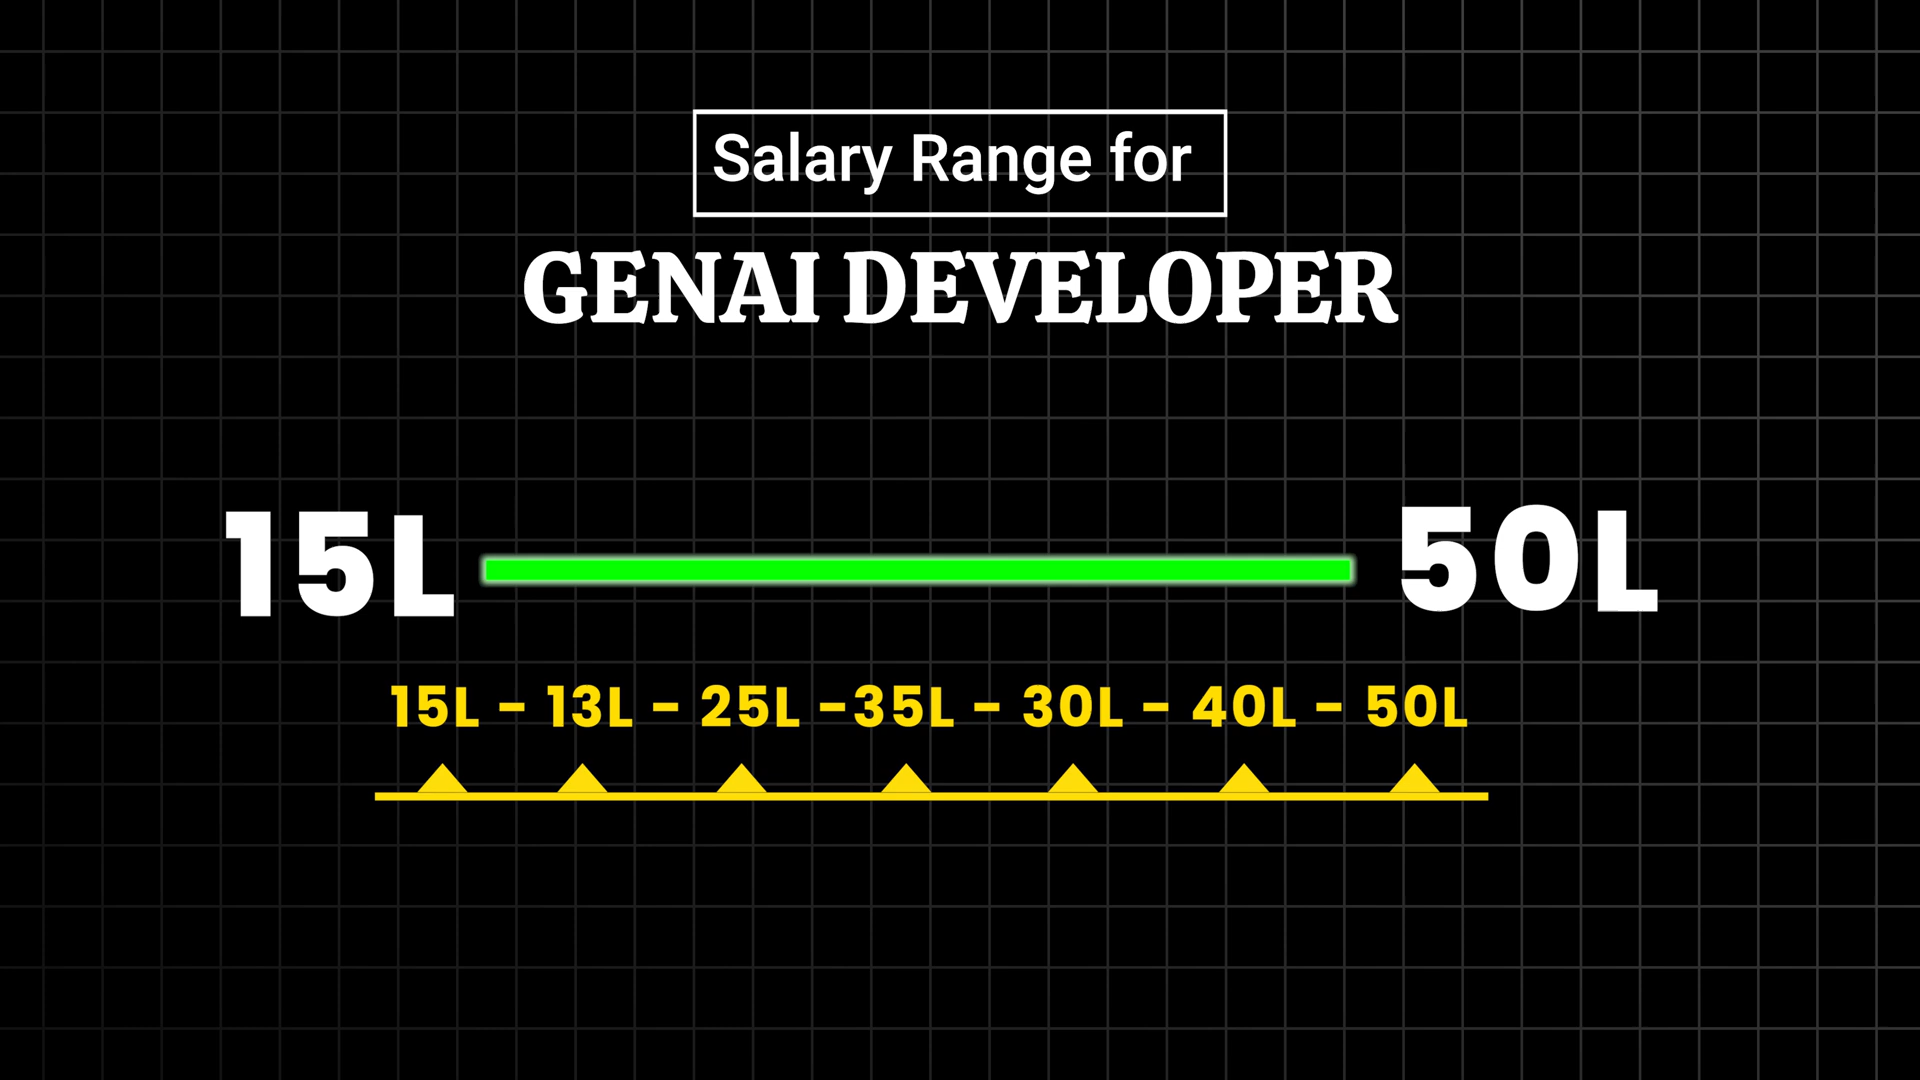 Salary Range for
GENAI DEVELOPER
15L 50L
15L - 13L - 25L -35L - 30L - 40L - 50L